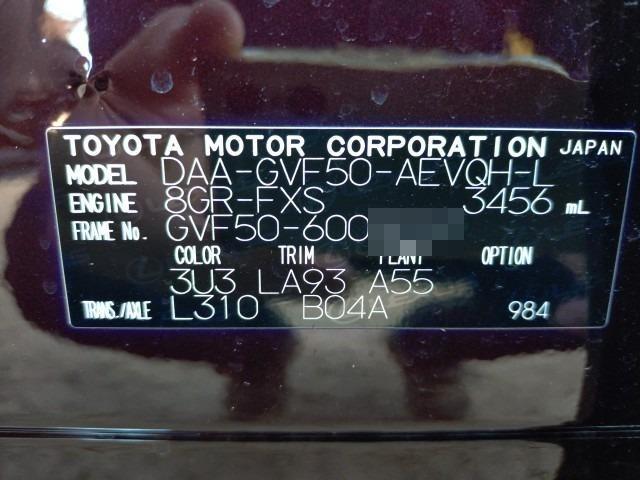 TOYOTA MOTOR CORPORATION JAPAN
MODEL DAA-GVF50-AEVQH-L
ENGINE 8GR-FXS 3456 mL
FRAME No. GVF50-600
COLOR TRIM PLANT OPTION
3U3 LA93 A55
TRANS./AXLE L310 B04A 984